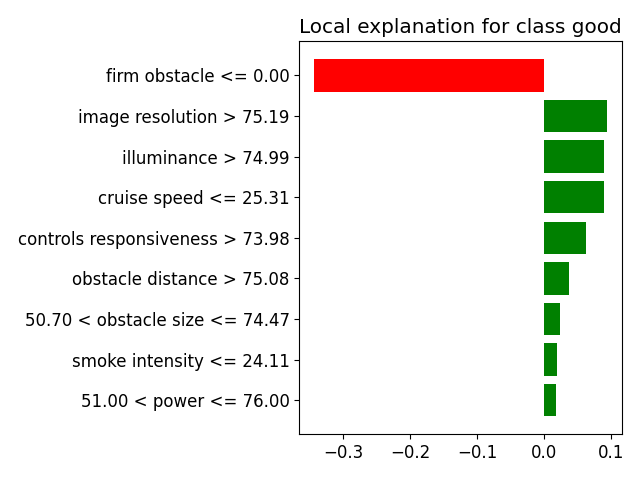 Local explanation for class good
firm obstacle <= 0.00
image resolution > 75.19
illuminance > 74.99
cruise speed <= 25.31
controls responsiveness > 73.98
obstacle distance > 75.08
50.70 < obstacle size <= 74.47
smoke intensity <= 24.11
51.00 < power <= 76.00
−0.3 −0.2 −0.1 0.0 0.1